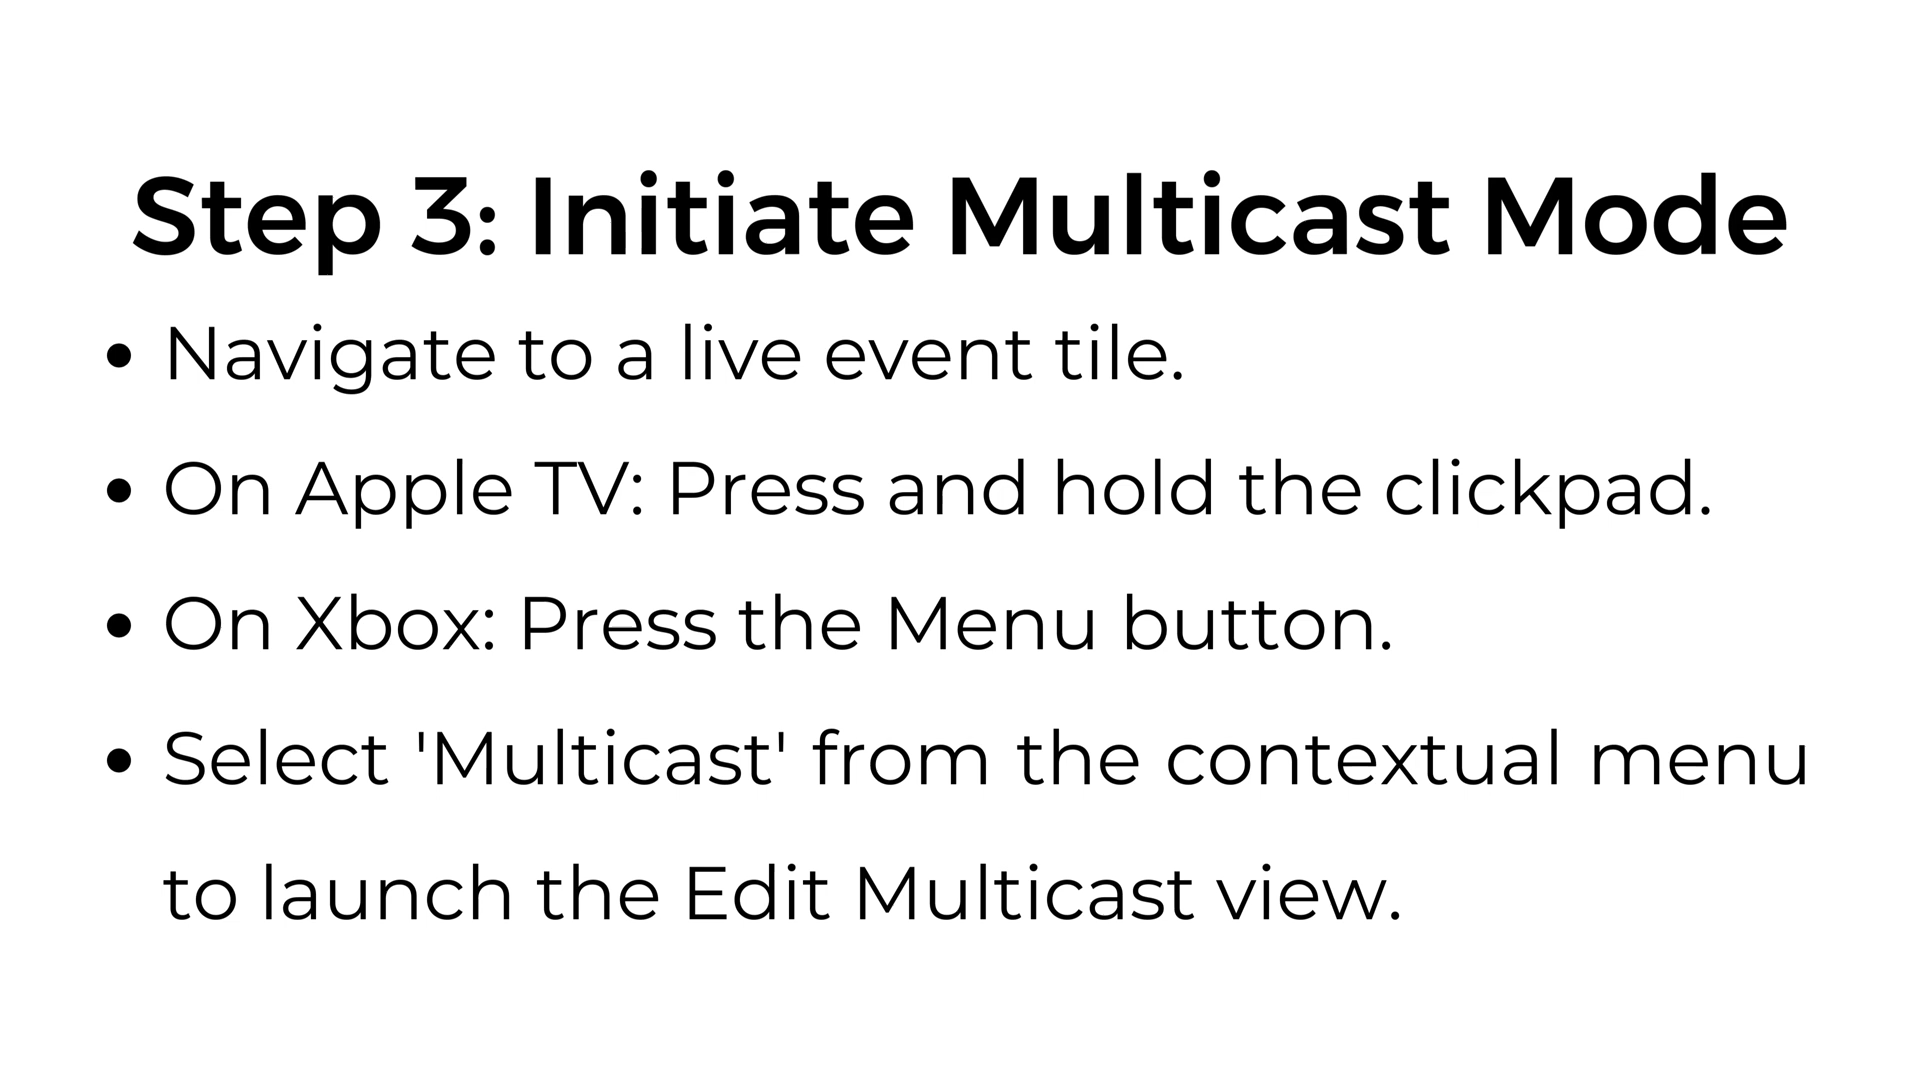 Step 3: Initiate Multicast Mode
• Navigate to a live event tile.
• On Apple TV: Press and hold the clickpad.
• On Xbox: Press the Menu button.
• Select 'Multicast' from the contextual menu
to launch the Edit Multicast view.